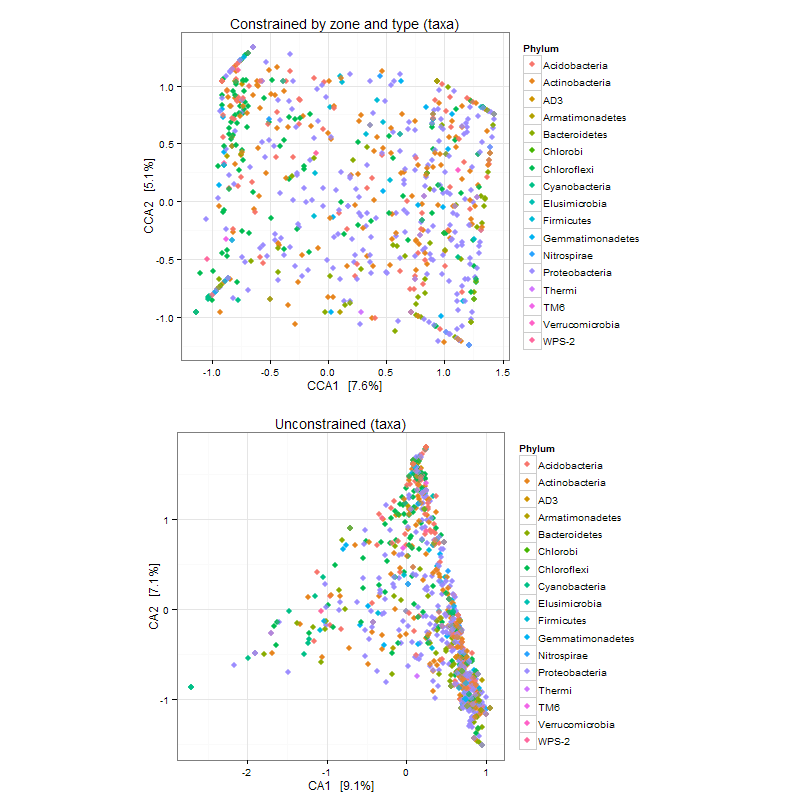 Constrained by zone and type (taxa)
1.0
0.5
0.0
-0.5
-1.0
CCA2 [5.1%]
-1.0
-0.5
0.0
0.5
1.0
1.5
CCA1 [7.6%]
Phylum
Acidobacteria
Actinobacteria
AD3
Armatimonadetes
Bacteroidetes
Chlorobi
Chloroflexi
Cyanobacteria
Elusimicrobia
Firmicutes
Gemmatimonadetes
Nitrospirae
Proteobacteria
Thermi
TM6
Verrucomicrobia
WPS-2
Unconstrained (taxa)
1
0
-1
CA2 [7.1%]
-2
-1
0
1
CA1 [9.1%]
Phylum
Acidobacteria
Actinobacteria
AD3
Armatimonadetes
Bacteroidetes
Chlorobi
Chloroflexi
Cyanobacteria
Elusimicrobia
Firmicutes
Gemmatimonadetes
Nitrospirae
Proteobacteria
Thermi
TM6
Verrucomicrobia
WPS-2